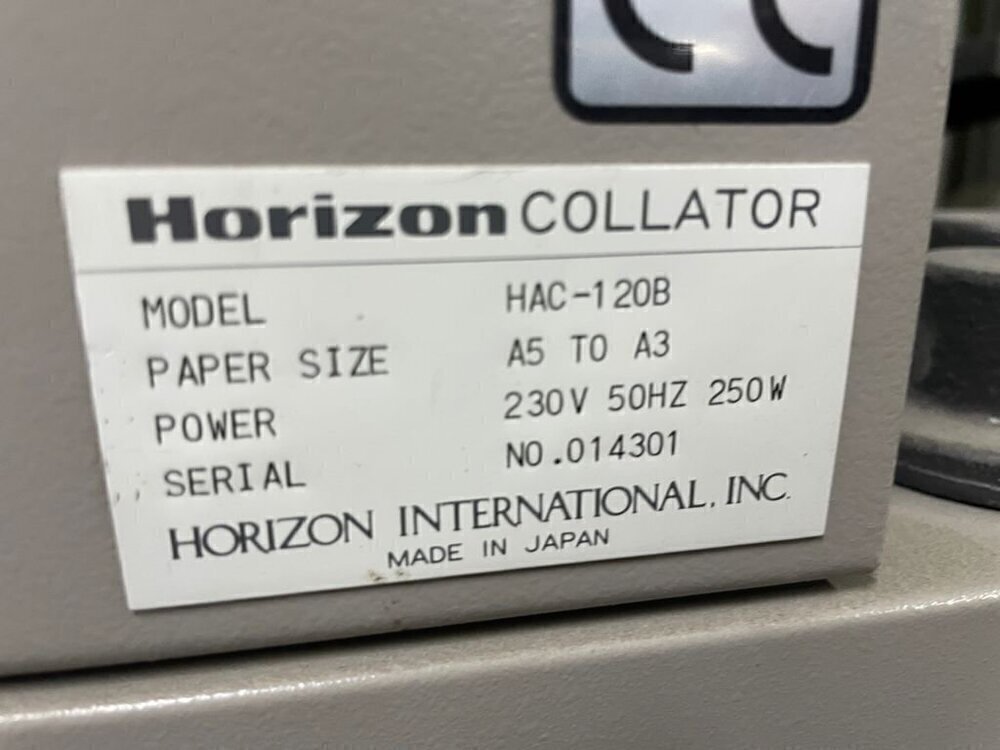 Horizon COLLATOR
MODEL HAC-120B
PAPER SIZE A5 TO A3
POWER 230V 50HZ 250W
SERIAL NO.014301
HORIZON INTERNATIONAL, INC.
MADE IN JAPAN